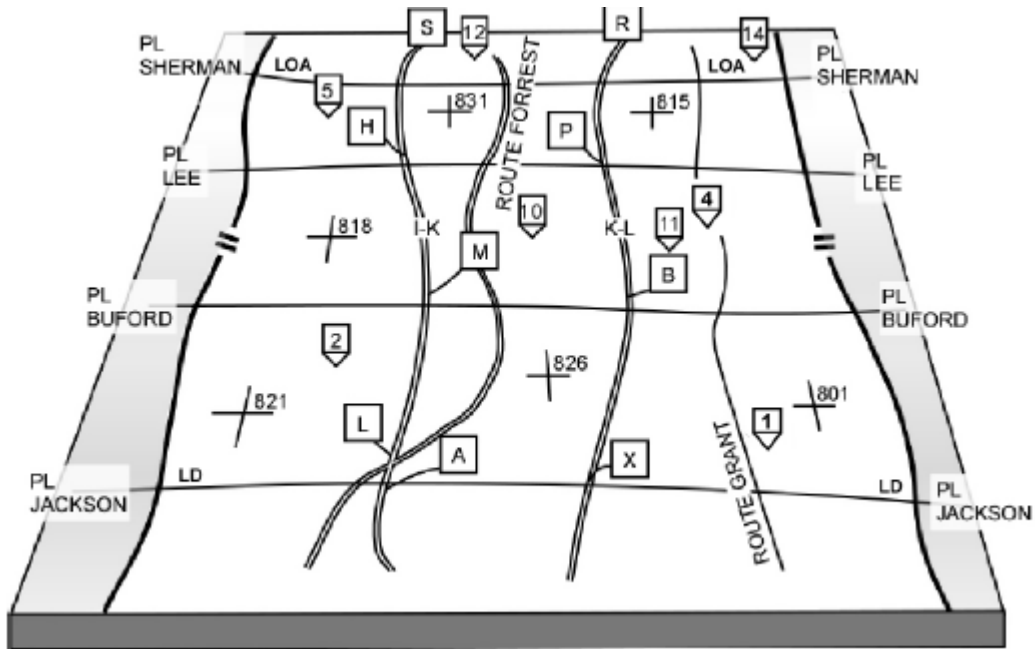 S
12
R
14
PL
SHERMAN
LOA
LOA
PL
SHERMAN
5
831
ROUTE FORREST
815
H
P
PL
LEE
PL
LEE
10
4
818
I-K
K-L
11
M
B
PL
BUFORD
PL
BUFORD
2
826
821
801
L
1
A
X
ROUTE GRANT
PL
JACKSON
LD
LD
PL
JACKSON